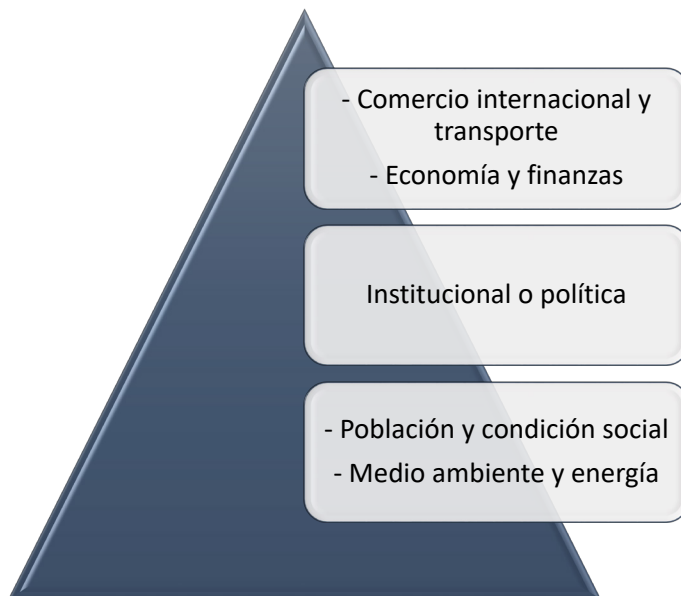 - Comercio internacional y
transporte
- Economía y finanzas
Institucional o política
- Población y condición social
- Medio ambiente y energía